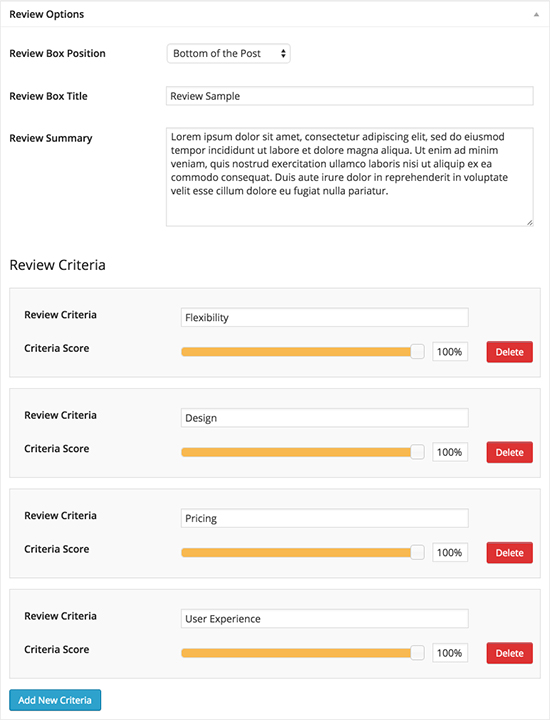 Review Options
Review Box Position
Bottom of the Post
Review Box Title
Review Sample
Review Summary
Lorem ipsum dolor sit amet, consectetur adipiscing elit, sed do eiusmod
tempor incididunt ut labore et dolore magna aliqua. Ut enim ad minim
veniam, quis nostrud exercitation ullamco laboris nisi ut aliquip ex ea
commodo consequat. Duis aute irure dolor in reprehenderit in voluptate
velit esse cillum dolore eu fugiat nulla pariatur.
Review Criteria
Review Criteria
Flexibility
Criteria Score
100%
Delete
Review Criteria
Design
Criteria Score
100%
Delete
Review Criteria
Pricing
Criteria Score
100%
Delete
Review Criteria
User Experience
Criteria Score
100%
Delete
Add New Criteria